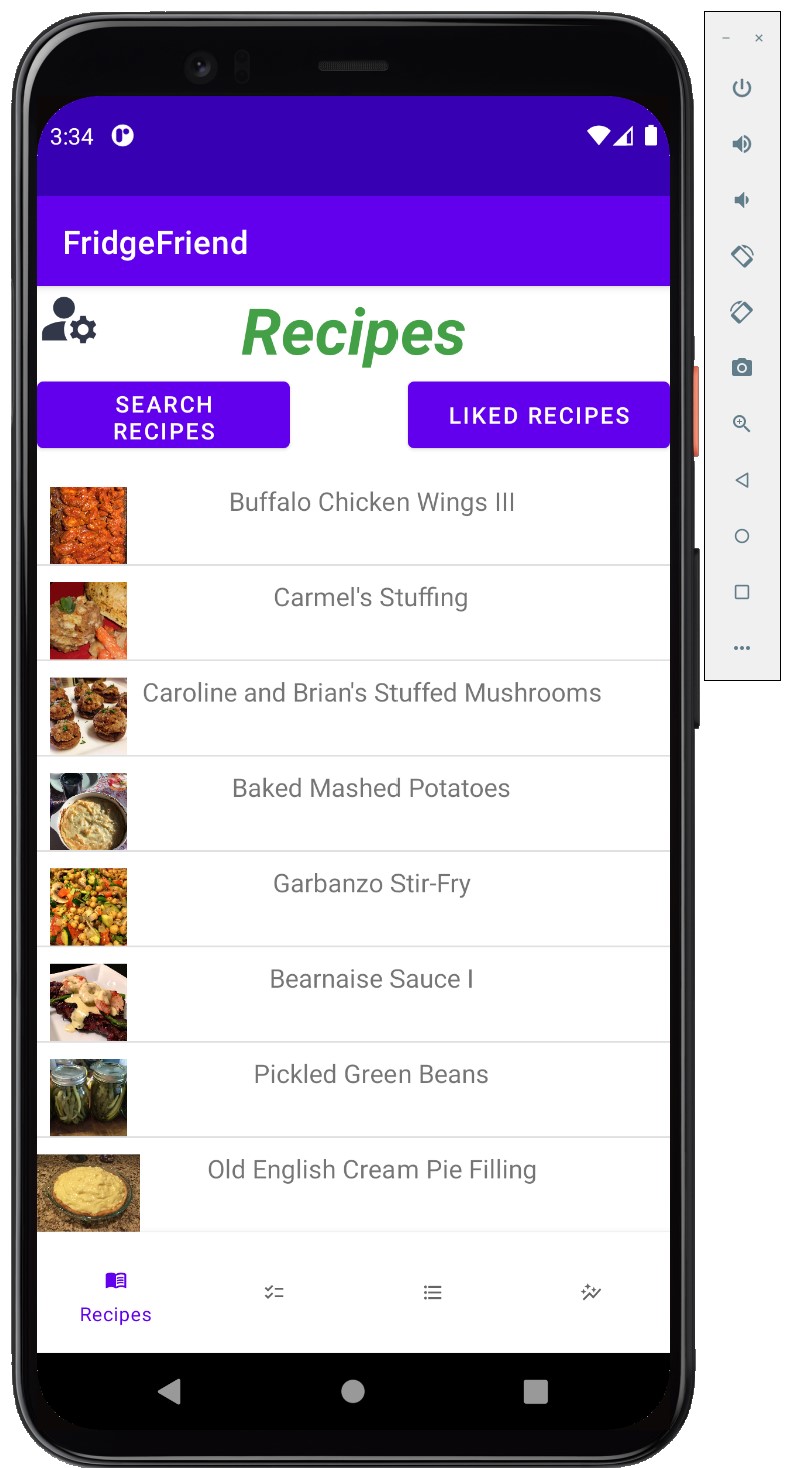 3:34
FridgeFriend
Recipes
SEARCH
RECIPES
LIKED RECIPES
Buffalo Chicken Wings III
Carmel's Stuffing
Caroline and Brian's Stuffed Mushrooms
Baked Mashed Potatoes
Garbanzo Stir-Fry
Bearnaise Sauce I
Pickled Green Beans
Old English Cream Pie Filling
Recipes